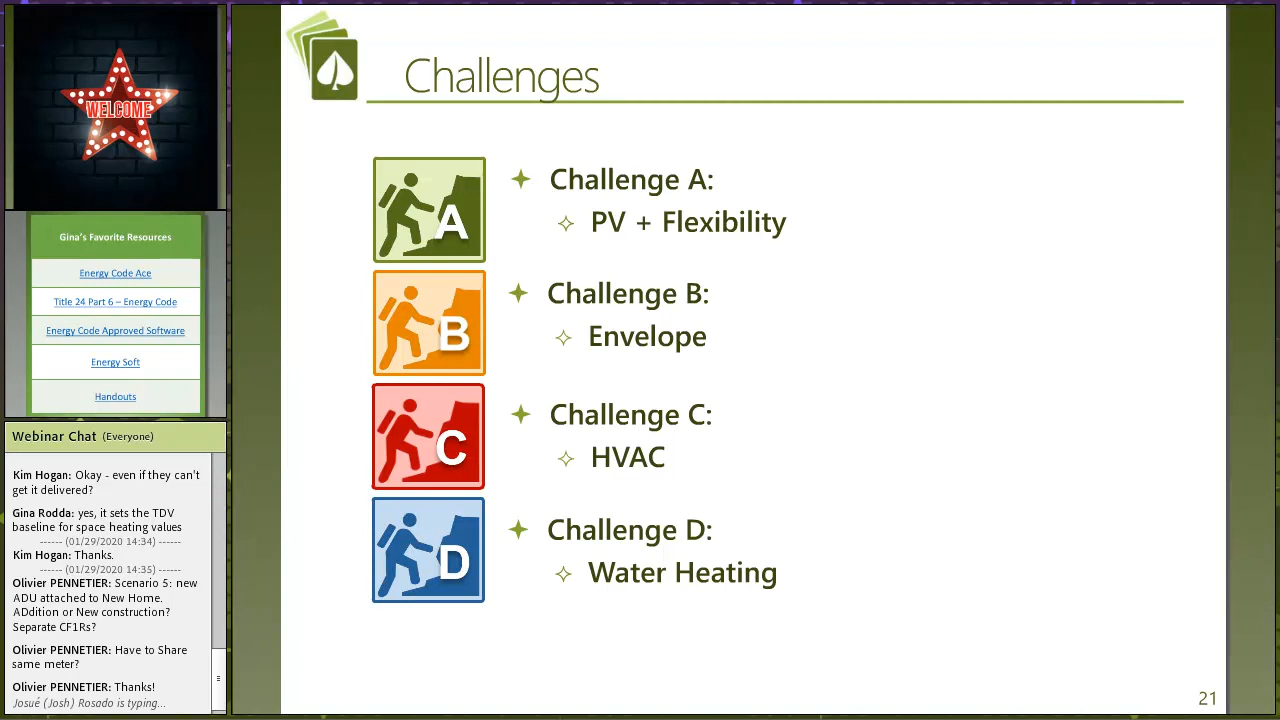 WELCOME
Gina's Favorite Resources
Energy Code Ace
Title 24 Part 6 – Energy Code
Energy Code Approved Software
Energy Soft
Handouts
Webinar Chat (Everyone)
Kim Hogan: Okay - even if they can't
get it delivered?
Gina Rodda: yes, it sets the TDV
baseline for space heating values
------ (01/29/2020 14:34) ------
Kim Hogan: Thanks.
------ (01/29/2020 14:35) ------
Olivier PENNETIER: Scenario 5: new
ADU attached to New Home.
ADdition or New construction?
Separate CF1Rs?
Olivier PENNETIER: Have to Share
same meter?
Olivier PENNETIER: Thanks!
Josué (Josh) Rosado is typing...
Challenges
A
Challenge A:
PV + Flexibility
B
Challenge B:
Envelope
C
Challenge C:
HVAC
D
Challenge D:
Water Heating
21